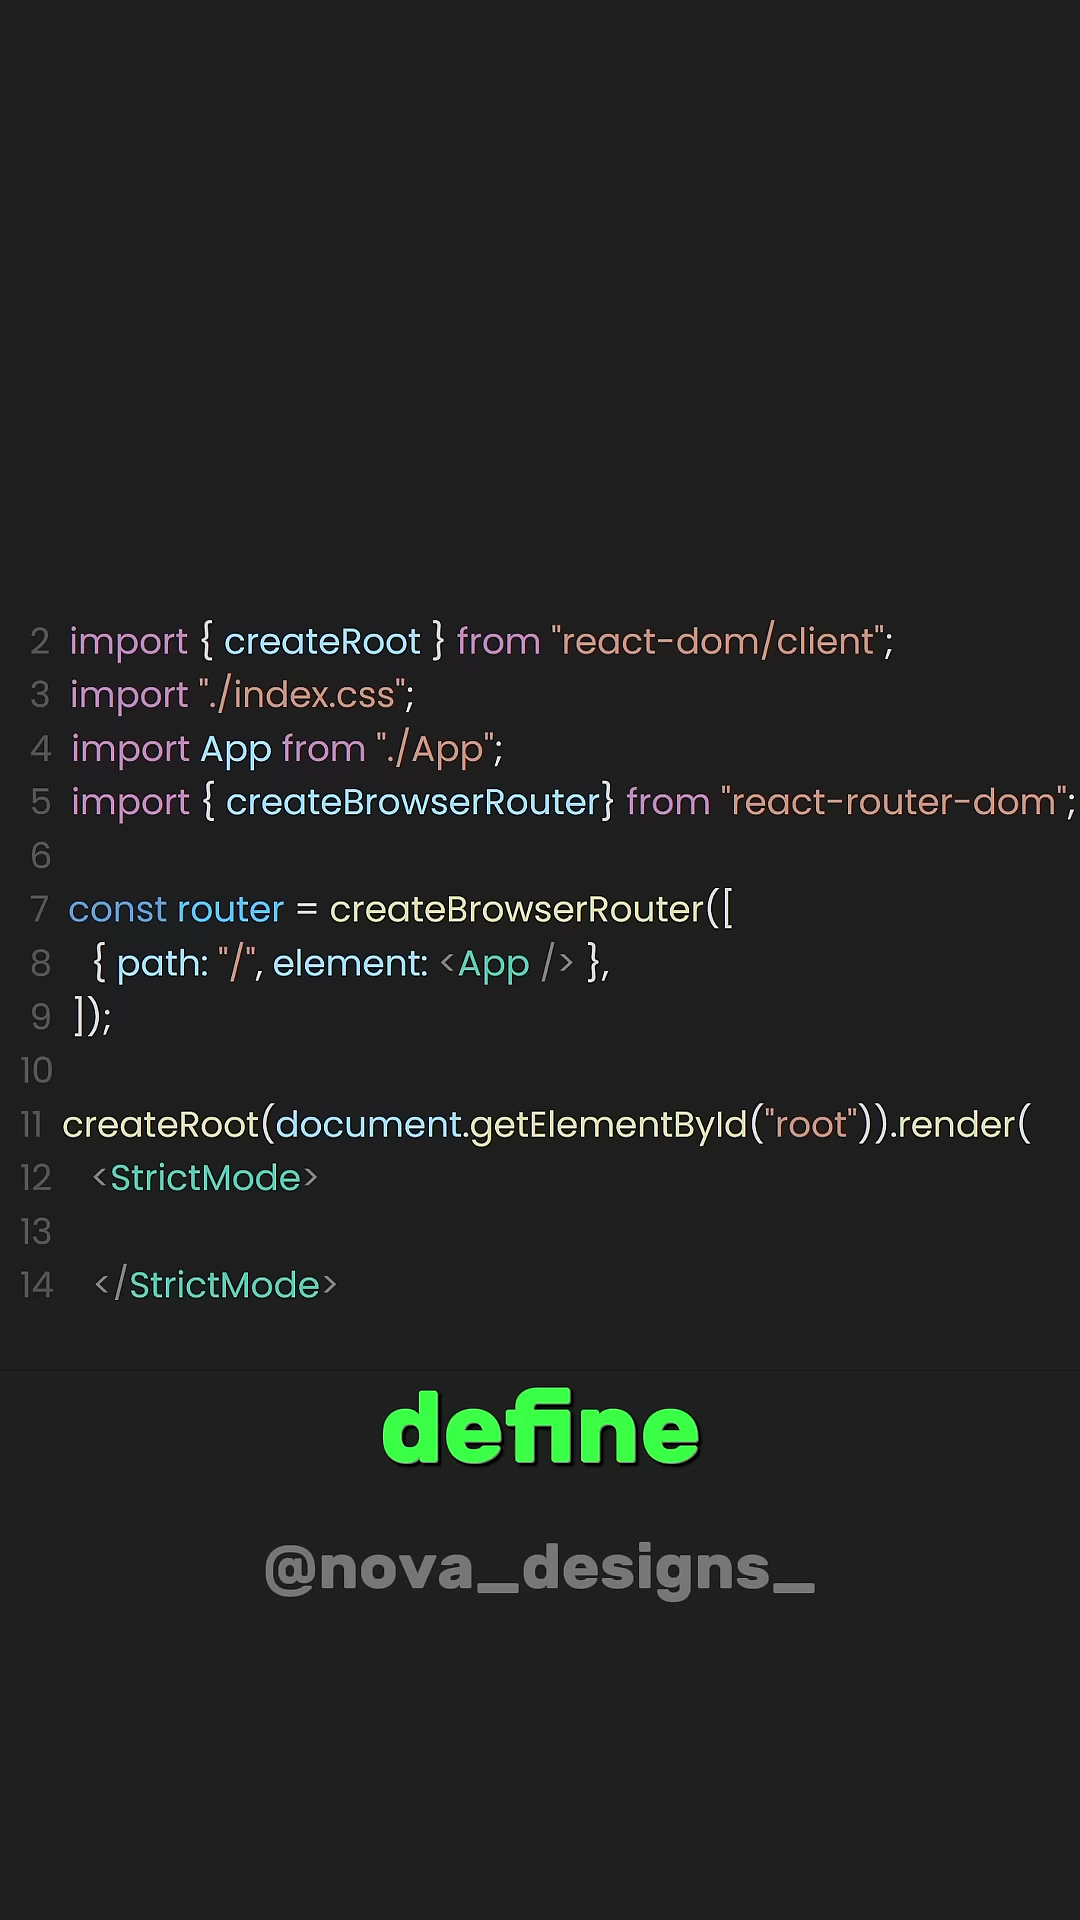 2 import { createRoot } from "react-dom/client";
3 import "./index.css";
4 import App from "./App";
5 import { createBrowserRouter} from "react-router-dom";
6
7 const router = createBrowserRouter([
8 { path: "/", element: <App /> },
9 ]);
10
11 createRoot(document.getElementById("root")).render(
12 <StrictMode>
13
14 </StrictMode>
define
@nova_designs_